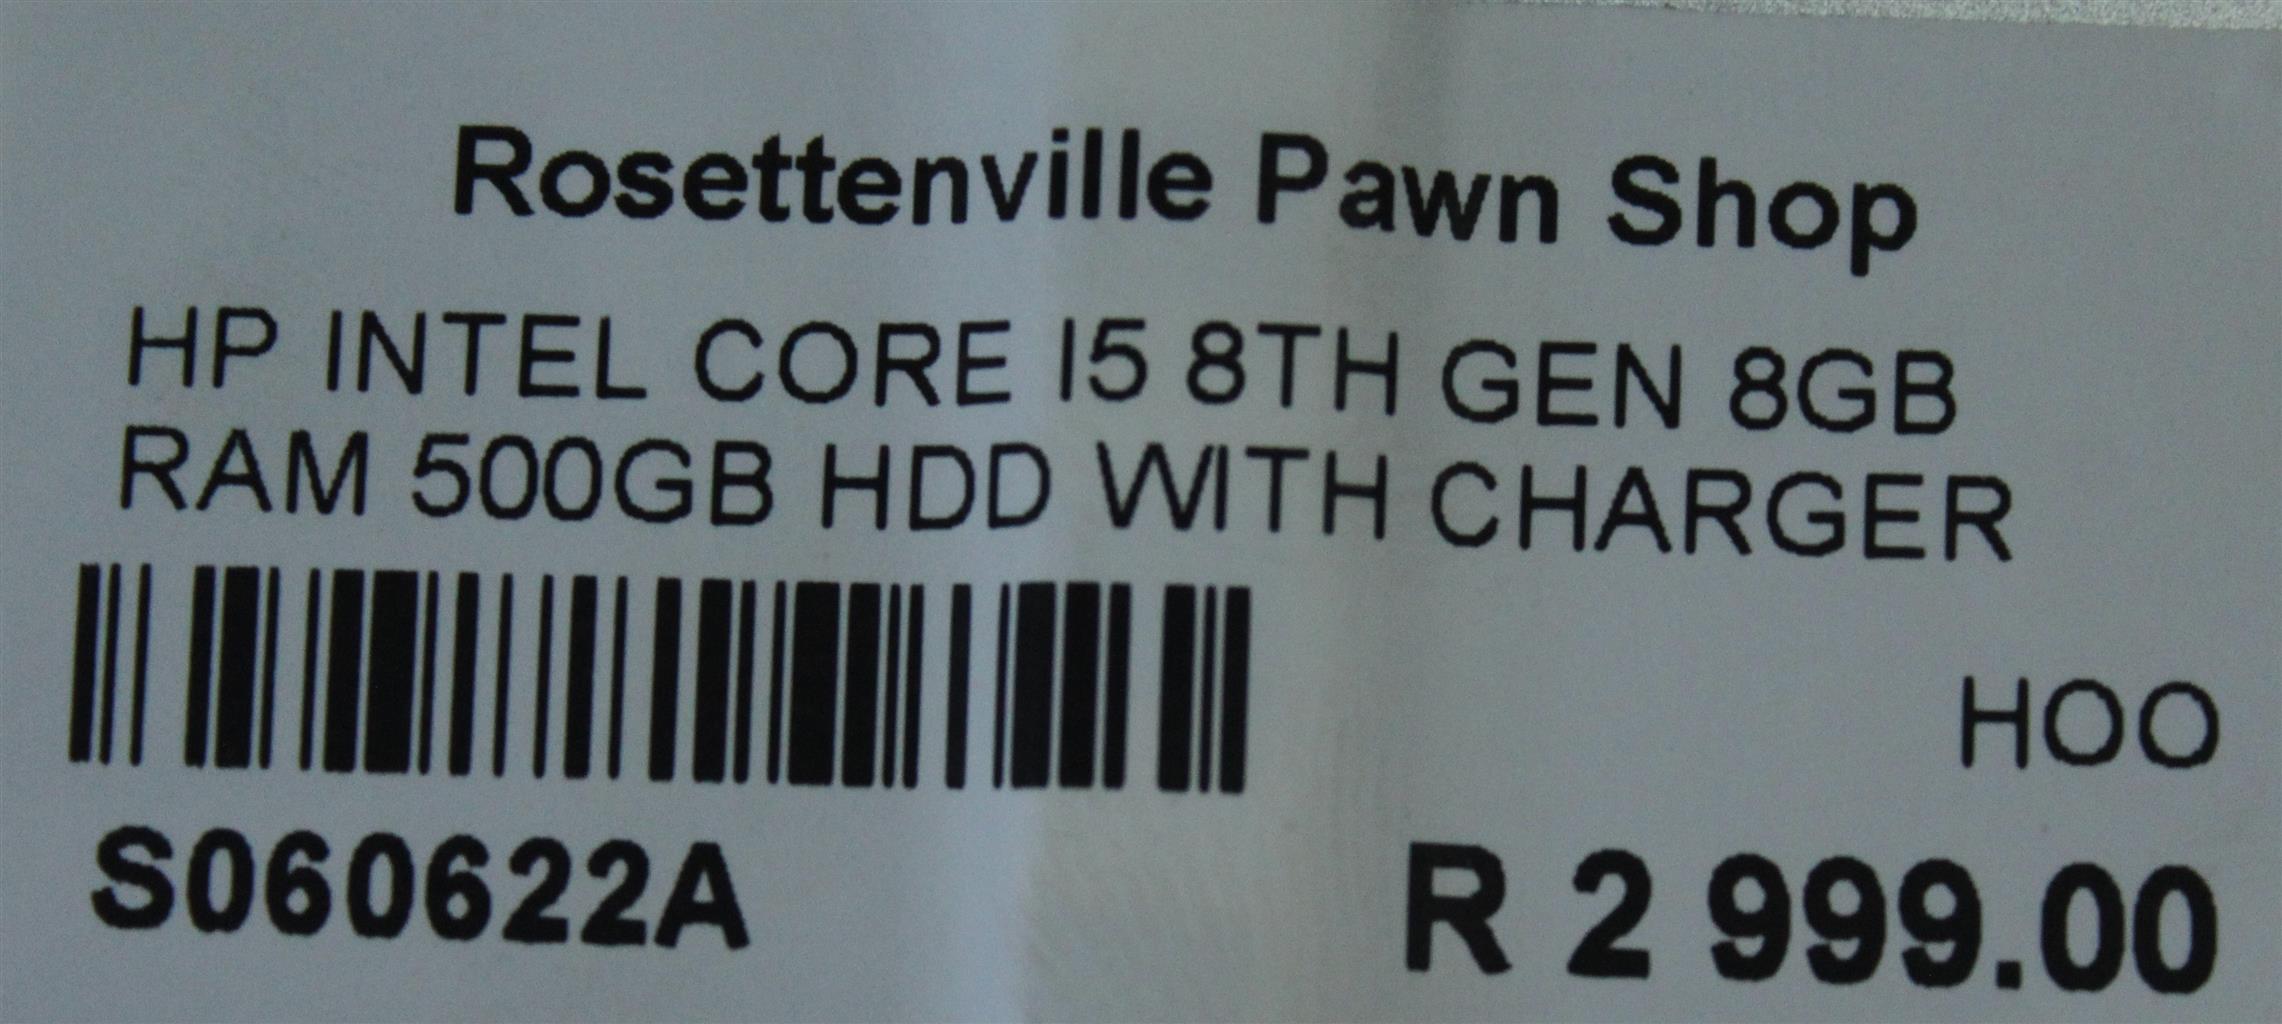 Rosettenville Pawn Shop
HP INTEL CORE I5 8TH GEN 8GB
RAM 500GB HDD WITH CHARGER
HOO
S060622A
R 2 999.00